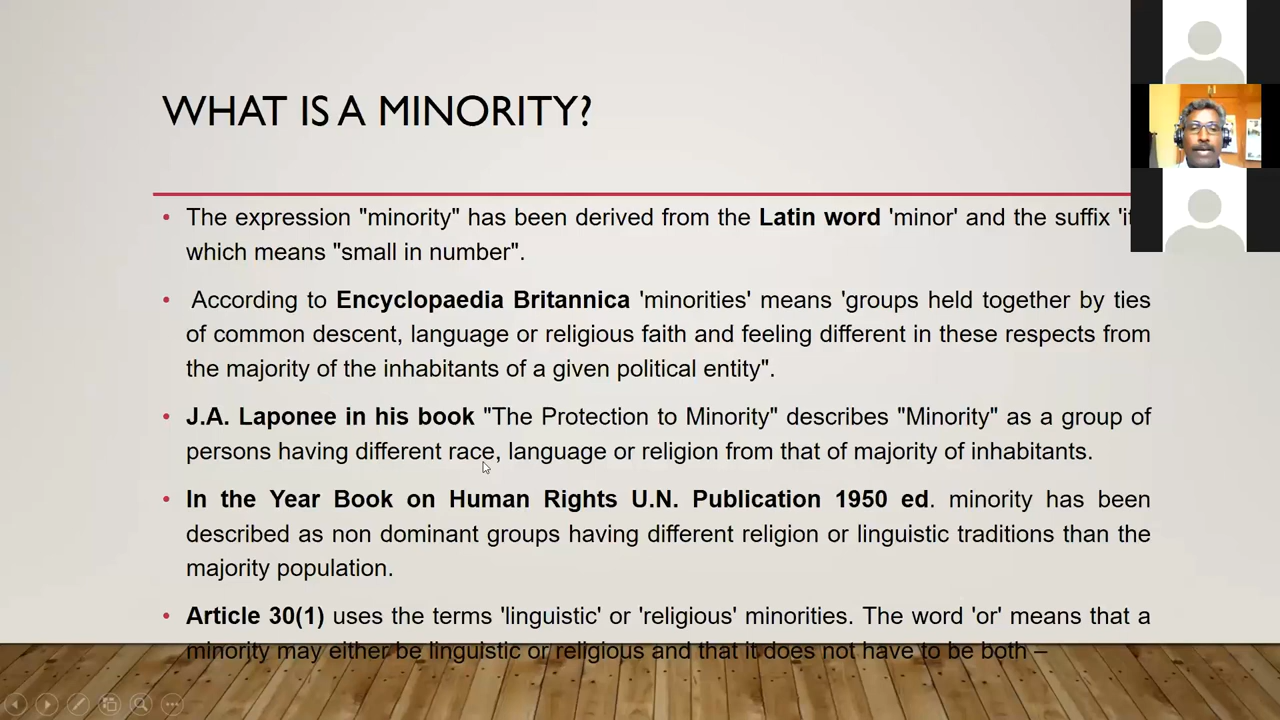 WHAT IS A MINORITY?
• The expression "minority" has been derived from the Latin word 'minor' and the suffix
which means "small in number".
• According to Encyclopaedia Britannica 'minorities' means 'groups held together by ties
of common descent, language or religious faith and feeling different in these respects from
the majority of the inhabitants of a given political entity".
• J.A. Laponee in his book "The Protection to Minority" describes "Minority" as a group of
persons having different race, language or religion from that of majority of inhabitants.
• In the Year Book on Human Rights U.N. Publication 1950 ed. minority has been
described as non dominant groups having different religion or linguistic traditions than the
majority population.
• Article 30(1) uses the terms 'linguistic' or 'religious' minorities. The word 'or' means that a
minority may either be linguistic or religious and that it does not have to be both –